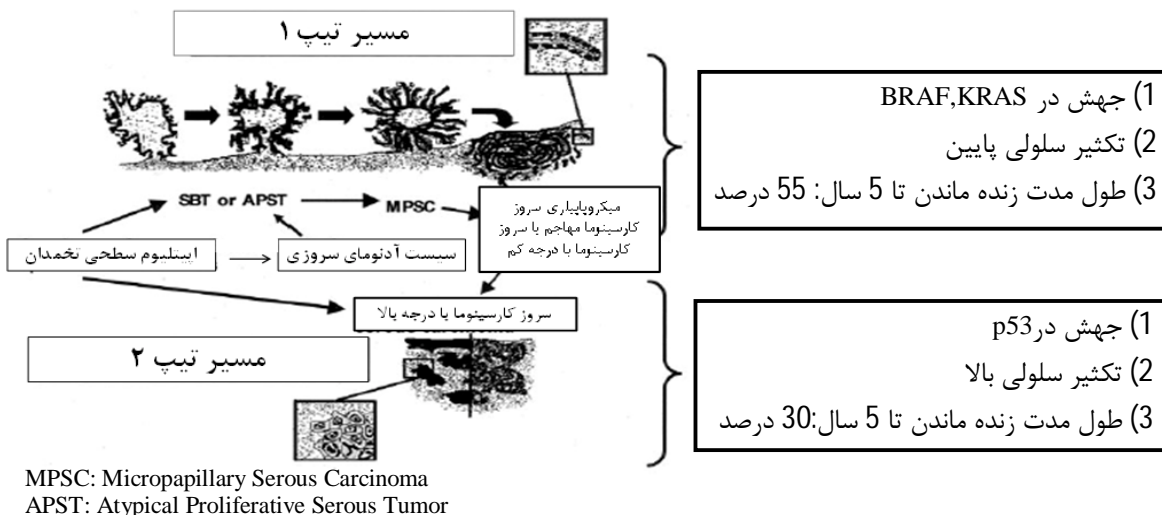 مسیر تیپ ۱
1) جهش در BRAF,KRAS
2) تکثیر سلولی پایین
3) طول مدت زنده ماندن تا 5 سال: 55 درصد
SBT or APST
MPSC
میکروپاپیلری سروز
کارسینوما مهاجم یا سروز
کارسینوما با درجه کم
اپیتلیوم سطحی تخمدان
سیست آدنومای سروزی
سروز کارسینوما با درجه بالا
مسیر تیپ ۲
1) جهش درp53
2) تکثیر سلولی بالا
3) طول مدت زنده ماندن تا 5 سال:30 درصد
MPSC: Micropapillary Serous Carcinoma
APST: Atypical Proliferative Serous Tumor